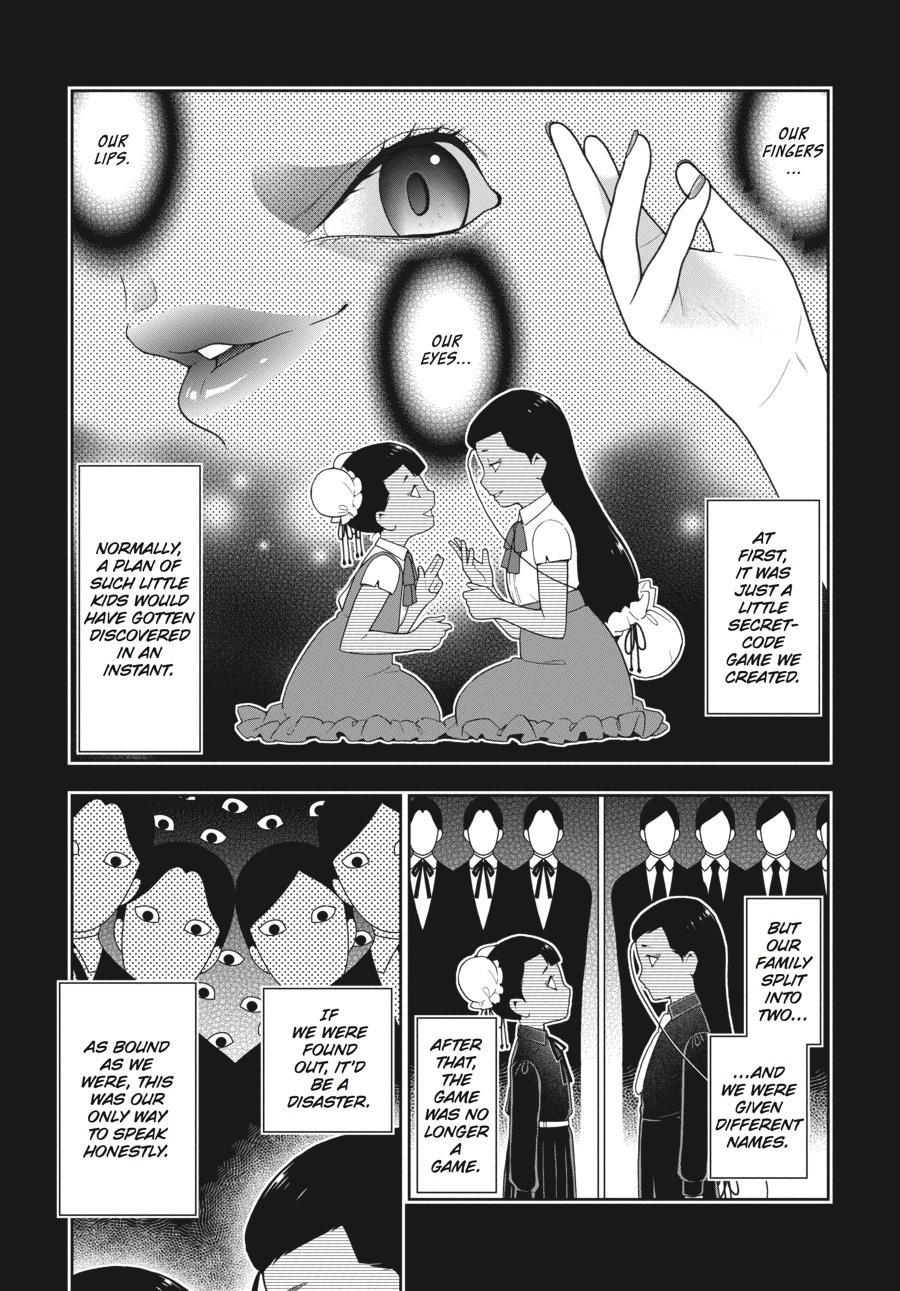 OUR
FINGERS
...
OUR
EYES...
OUR
LIPS.
AT
FIRST,
IT WAS
JUST A
LITTLE
SECRET-
CODE
GAME WE
CREATED.
NORMALLY,
A PLAN OF
SUCH LITTLE
KIDS WOULD
HAVE GOTTEN
DISCOVERED
IN AN
INSTANT.
BUT
OUR
FAMILY
SPLIT
INTO
TWO...
...AND
WE WERE
GIVEN
DIFFERENT
NAMES.
AFTER
THAT,
THE
GAME
WAS NO
LONGER
A
GAME.
IF
WE WERE
FOUND
OUT, IT'D
BE A
DISASTER.
AS BOUND
AS WE
WERE, THIS
WAS OUR
ONLY WAY
TO SPEAK
HONESTLY.